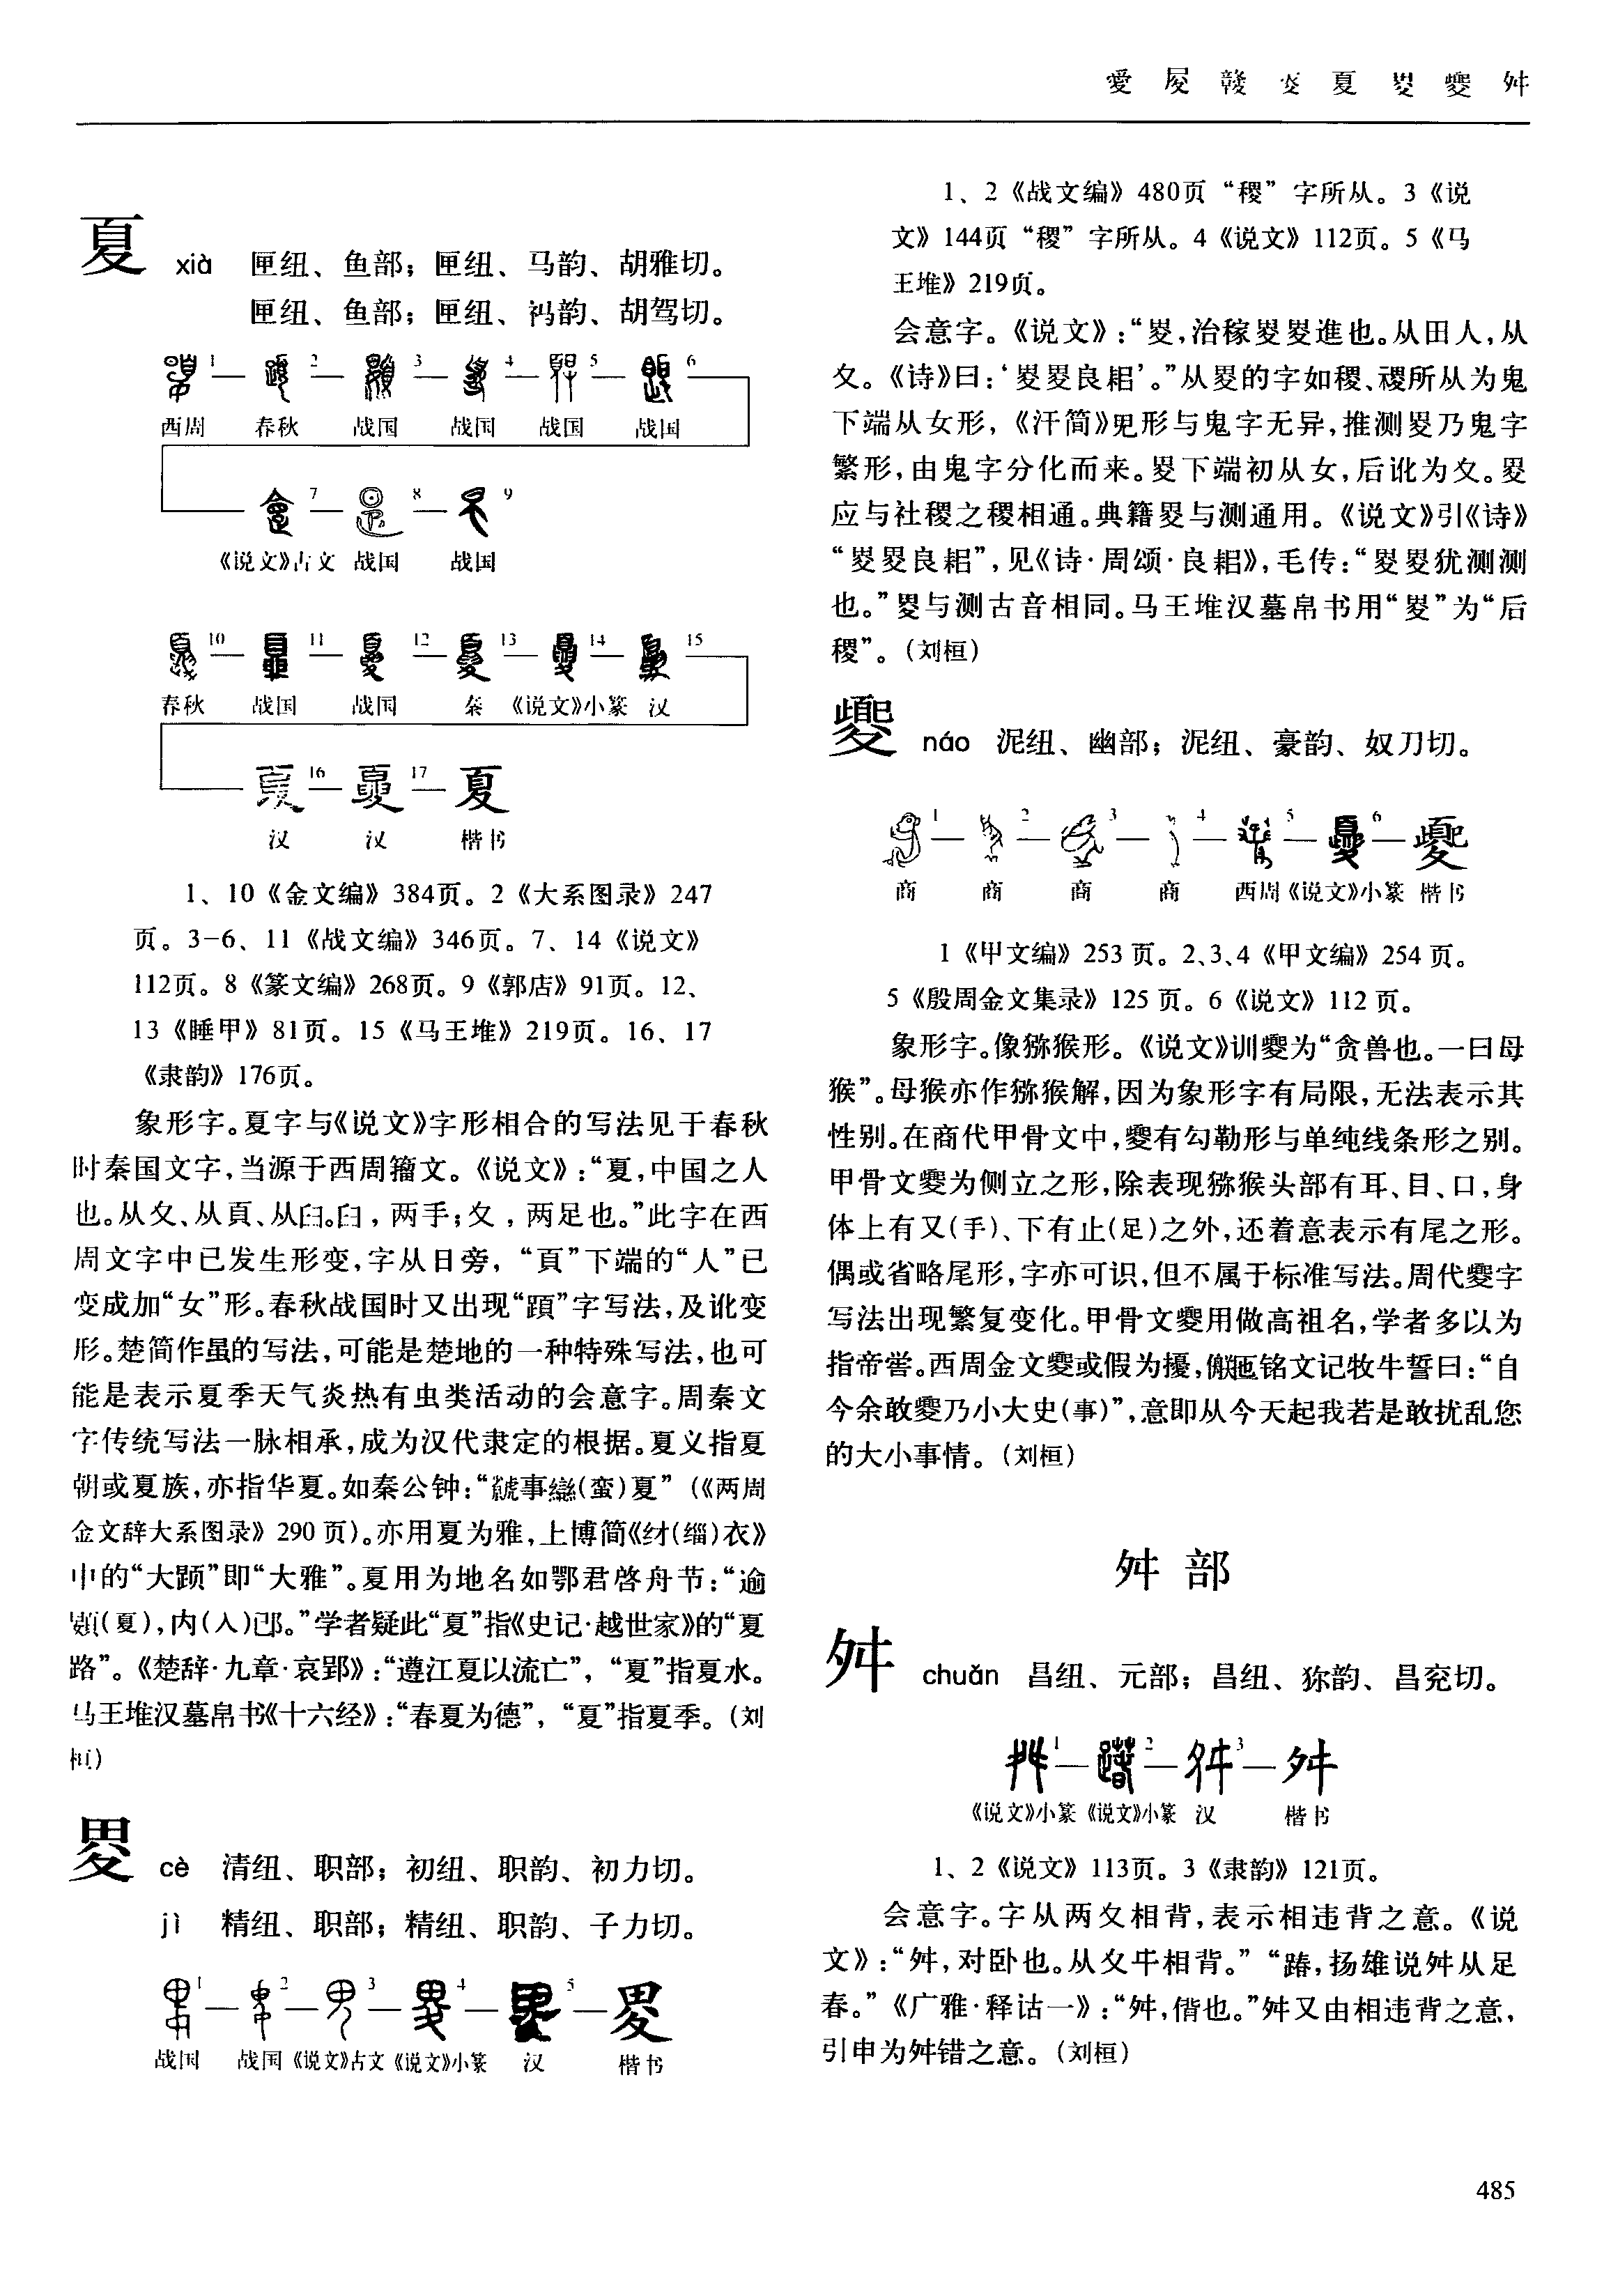 愛 㞋 竷 㚇 夏 畟 夔 舛
夏 xià 匣纽、鱼部；匣纽、马韵、胡雅切。
匣纽、鱼部；匣纽、祃韵、胡驾切。
1 2 3 4 5 6
西周 春秋 战国 战国 战国 战国
7 8 9
《说文》古文 战国 战国
10 11 12 13 14 15
春秋 战国 战国 秦 《说文》小篆 汉
16 17 夏
汉 汉 楷书
1、10《金文编》384页。2《大系图录》247
页。3-6、11《战文编》346页。7、14《说文》
112页。8《篆文编》268页。9《郭店》91页。12、
13《睡甲》81页。15《马王堆》219页。16、17
《隶韵》176页。
象形字。夏字与《说文》字形相合的写法见于春秋
时秦国文字，当源于西周籀文。《说文》：“夏，中国之人
也。从夊、从頁、从𦥑。𦥑，两手；夊，两足也。”此字在西
周文字中已发生形变，字从日旁，“頁”下端的“人”已
变成加“女”形。春秋战国时又出现“蹞”字写法，及讹变
形。楚简作虽的写法，可能是楚地的一种特殊写法，也可
能是表示夏季天气炎热有虫类活动的会意字。周秦文
字传统写法一脉相承，成为汉代隶定的根据。夏义指夏
朝或夏族，亦指华夏。如秦公钟：“虩事䜌（蛮）夏”（《两周
金文辞大系图录》290页）。亦用夏为雅，上博简《紂（缁）衣》
中的“大”即“大雅”。夏用为地名如鄂君启舟节：“逾
（夏），内（入）邔。”学者疑此“夏”指《史记·越世家》的“夏
路”。《楚辞·九章·哀郢》：“遵江夏以流亡”，“夏”指夏水。
马王堆汉墓帛书《十六经》：“春夏为德”，“夏”指夏季。（刘
桓）
畟 cè 清纽、职部；初纽、职韵、初力切。
jì 精纽、职部；精纽、职韵、子力切。
1 2 3 4 5 畟
战国 战国 《说文》古文 《说文》小篆 汉 楷书
1、2《战文编》480页“稷”字所从。3《说
文》144页“稷”字所从。4《说文》112页。5《马
王堆》219页。
会意字。《说文》：“畟，治稼畟畟進也。从田人，从
夊。《诗》曰：‘畟畟良耜’。”从畟的字如稷、禝所从为鬼
下端从女形，《汗简》形与鬼字无异，推测畟乃鬼字
繁形，由鬼字分化而来。畟下端初从女，后讹为夊。畟
应与社稷之稷相通。典籍畟与测通用。《说文》引《诗》
“畟畟良耜”，见《诗·周颂·良耜》，毛传：“畟畟犹测测
也。”畟与测古音相同。马王堆汉墓帛书用“畟”为“后
稷”。（刘桓）
夒 náo 泥纽、幽部；泥纽、豪韵、奴刀切。
1 2 3 4 5 6 夒
商 商 商 商 西周 《说文》小篆 楷书
1《甲文编》253页。2、3、4《甲文编》254页。
5《殷周金文集录》125页。6《说文》112页。
象形字。像猕猴形。《说文》训夒为“贪兽也。一曰母
猴”。母猴亦作猕猴解，因为象形字有局限，无法表示其
性别。在商代甲骨文中，夒有勾勒形与单纯线条形之别。
甲骨文夒为侧立之形，除表现猕猴头部有耳、目、口，身
体上有又（手）、下有止（足）之外，还着意表示有尾之形。
偶或省略尾形，字亦可识，但不属于标准写法。周代夒字
写法出现繁复变化。甲骨文夒用做高祖名，学者多以为
指帝喾。西周金文夒或假为擾，㑋匜铭文记牧牛誓曰：“自
今余敢夒乃小大史（事）”，意即从今天起我若是敢扰乱您
的大小事情。（刘桓）
舛 部
舛 chuǎn 昌纽、元部；昌纽、狝韵、昌兖切。
1 2 3 舛
《说文》小篆 《说文》小篆 汉 楷书
1、2《说文》113页。3《隶韵》121页。
会意字。字从两夊相背，表示相违背之意。《说
文》：“舛，对卧也。从夊㐄相背。”“踳，扬雄说舛从足
春。”《广雅·释诂一》：“舛，偝也。”舛又由相违背之意，
引申为舛错之意。（刘桓）
485